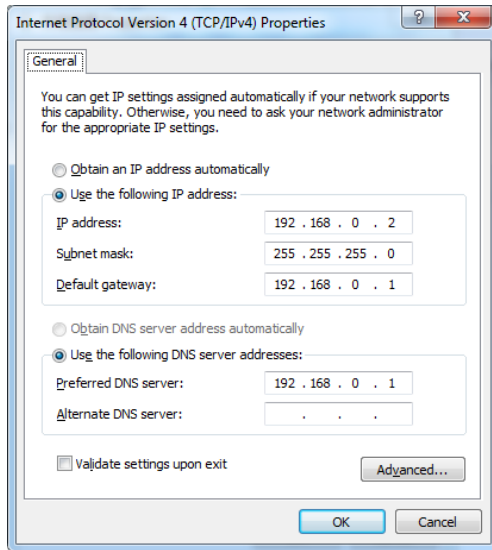 Internet Protocol Version 4 (TCP/IPv4) Properties
General
You can get IP settings assigned automatically if your network supports
this capability. Otherwise, you need to ask your network administrator
for the appropriate IP settings.
Obtain an IP address automatically
Use the following IP address:
IP address: 192 . 168 . 0 . 2
Subnet mask: 255 . 255 . 255 . 0
Default gateway: 192 . 168 . 0 . 1
Obtain DNS server address automatically
Use the following DNS server addresses:
Preferred DNS server: 192 . 168 . 0 . 1
Alternate DNS server: . . .
Validate settings upon exit
Advanced...
OK Cancel